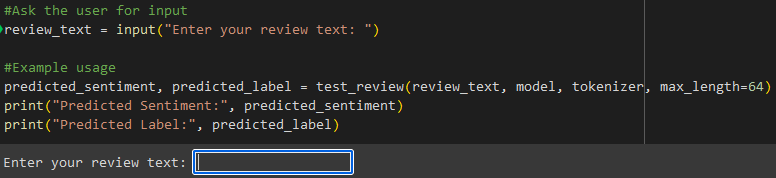 #Ask the user for input
review_text = input("Enter your review text: ")
#Example usage
predicted_sentiment, predicted_label = test_review(review_text, model, tokenizer, max_length=64)
print("Predicted Sentiment:", predicted_sentiment)
print("Predicted Label:", predicted_label)
Enter your review text: